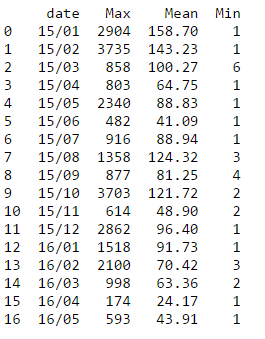 date Max Mean Min
0 15/01 2904 158.70 1
1 15/02 3735 143.23 1
2 15/03 858 100.27 6
3 15/04 803 64.75 1
4 15/05 2340 88.83 1
5 15/06 482 41.09 1
6 15/07 916 88.94 1
7 15/08 1358 124.32 3
8 15/09 877 81.25 4
9 15/10 3703 121.72 2
10 15/11 614 48.90 2
11 15/12 2862 96.40 1
12 16/01 1518 91.73 1
13 16/02 2100 70.42 3
14 16/03 998 63.36 2
15 16/04 174 24.17 1
16 16/05 593 43.91 1